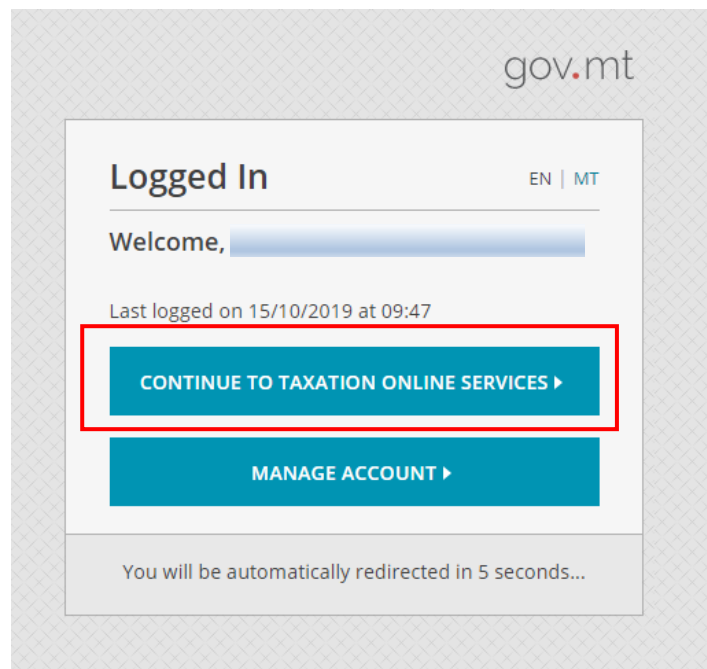 gov.mt
Logged In
EN | MT
Welcome,
Last logged on 15/10/2019 at 09:47
CONTINUE TO TAXATION ONLINE SERVICES
MANAGE ACCOUNT
You will be automatically redirected in 5 seconds...